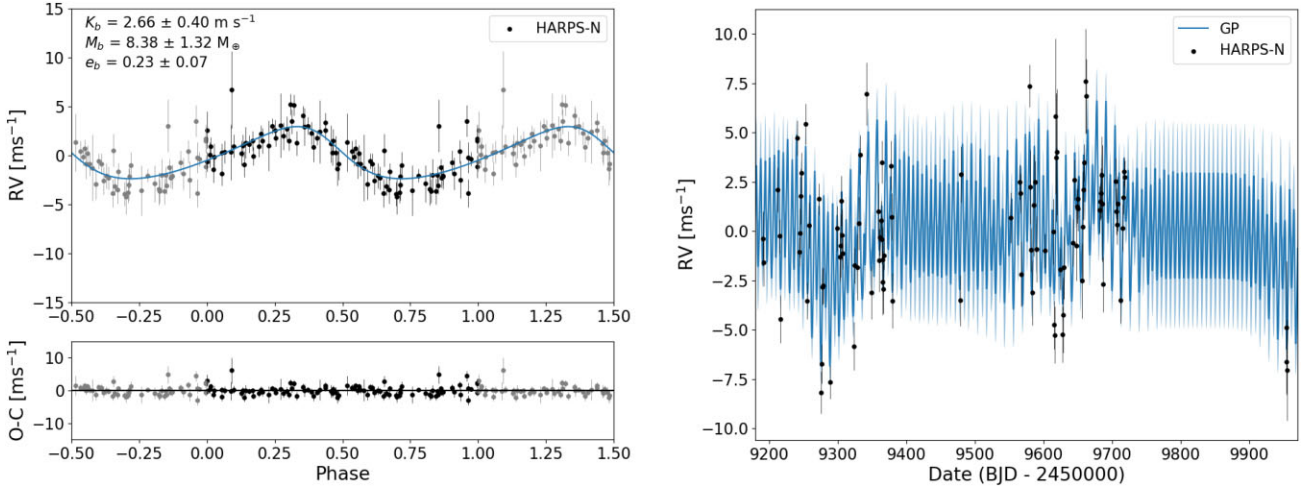 K_b = 2.66 ± 0.40 m s⁻¹
M_b = 8.38 ± 1.32 M_⊕
e_b = 0.23 ± 0.07
HARPS-N
RV [ms⁻¹]
15
10
5
0
−5
−10
−15
−0.5 −0.25 0.00 0.25 0.50 0.75 1.00 1.25 1.50
O-C [ms⁻¹]
10
0
−10
−0.50 −0.25 0.00 0.25 0.50 0.75 1.00 1.25 1.50
Phase
GP
HARPS-N
RV [ms⁻¹]
10.0
7.5
5.0
2.5
0.0
−2.5
−5.0
−7.5
−10.0
9200 9300 9400 9500 9600 9700 9800 9900
Date (BJD - 2450000)